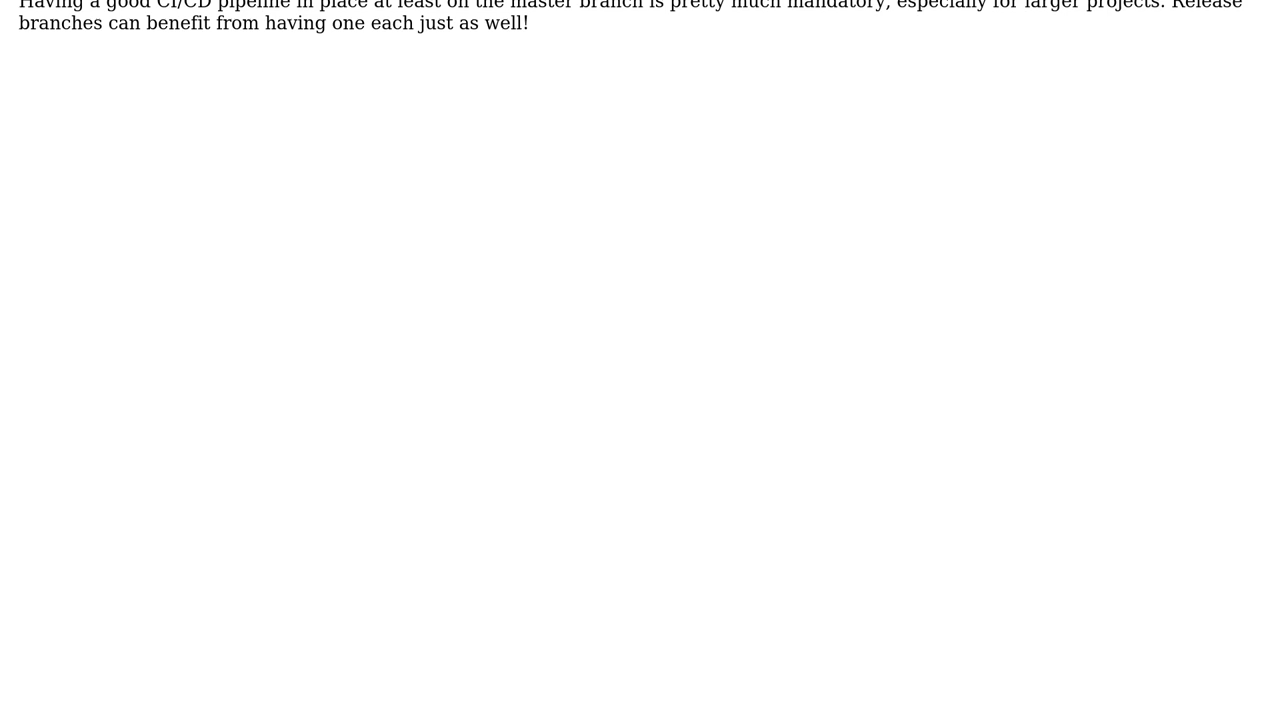 Having a good CI/CD pipeline in place at least on the master branch is pretty much mandatory, especially for larger projects. Release
branches can benefit from having one each just as well!